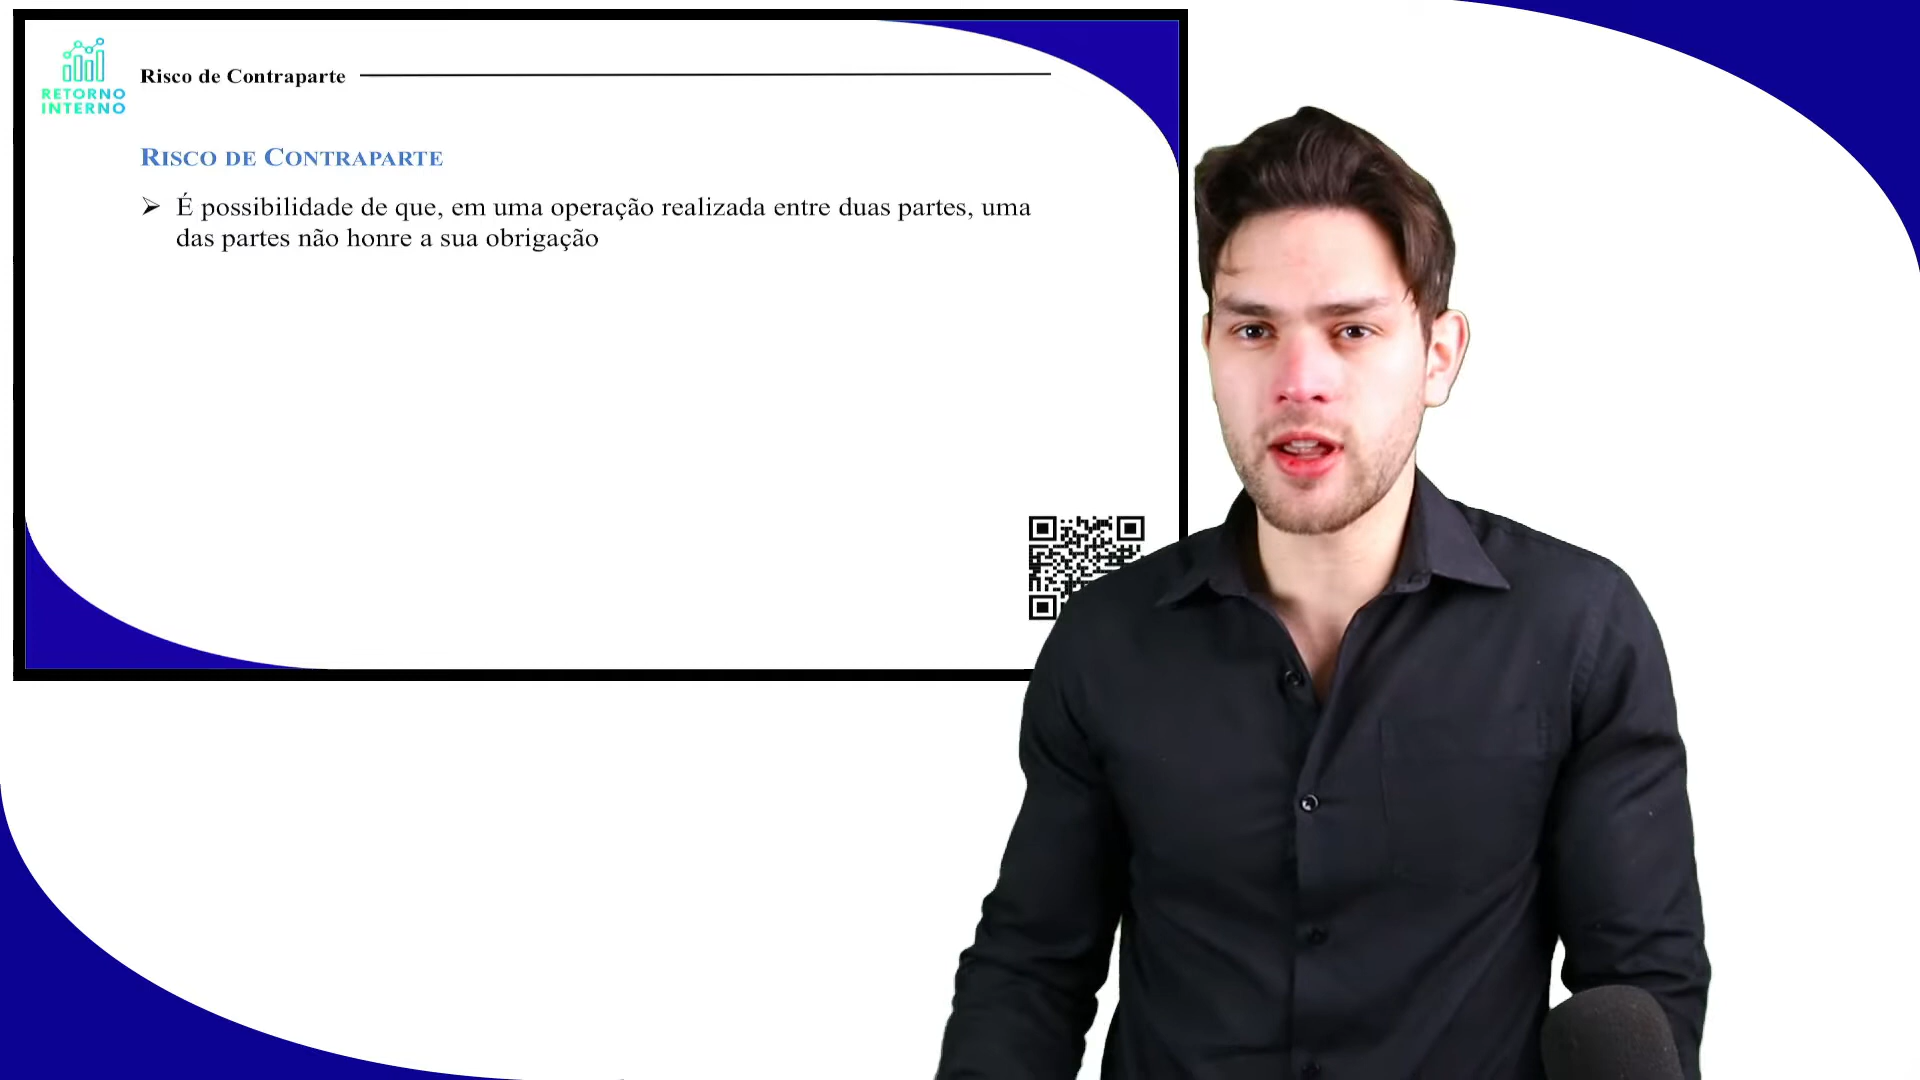 RETORNO
INTERNO
Risco de Contraparte
RISCO DE CONTRAPARTE
É possibilidade de que, em uma operação realizada entre duas partes, uma
das partes não honre a sua obrigação